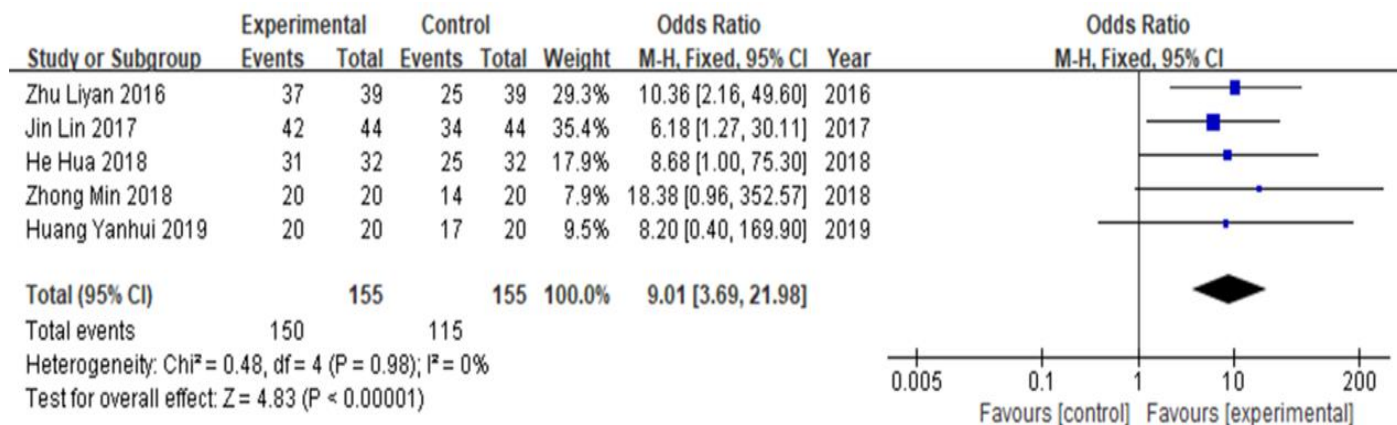 Experimental Control Odds Ratio Odds Ratio
Study or Subgroup Events Total Events Total Weight M-H, Fixed, 95% CI Year M-H, Fixed, 95% CI
Zhu Liyan 2016 37 39 25 39 29.3% 10.36 [2.16, 49.60] 2016
Jin Lin 2017 42 44 34 44 35.4% 6.18 [1.27, 30.11] 2017
He Hua 2018 31 32 25 32 17.9% 8.68 [1.00, 75.30] 2018
Zhong Min 2018 20 20 14 20 7.9% 18.38 [0.96, 352.57] 2018
Huang Yanhui 2019 20 20 17 20 9.5% 8.20 [0.40, 169.90] 2019
Total (95% CI) 155 155 100.0% 9.01 [3.69, 21.98]
Total events 150 115
Heterogeneity: Chi² = 0.48, df = 4 (P = 0.98); I² = 0%
Test for overall effect: Z = 4.83 (P < 0.00001)
0.005 0.1 1 10 200
Favours [control] Favours [experimental]